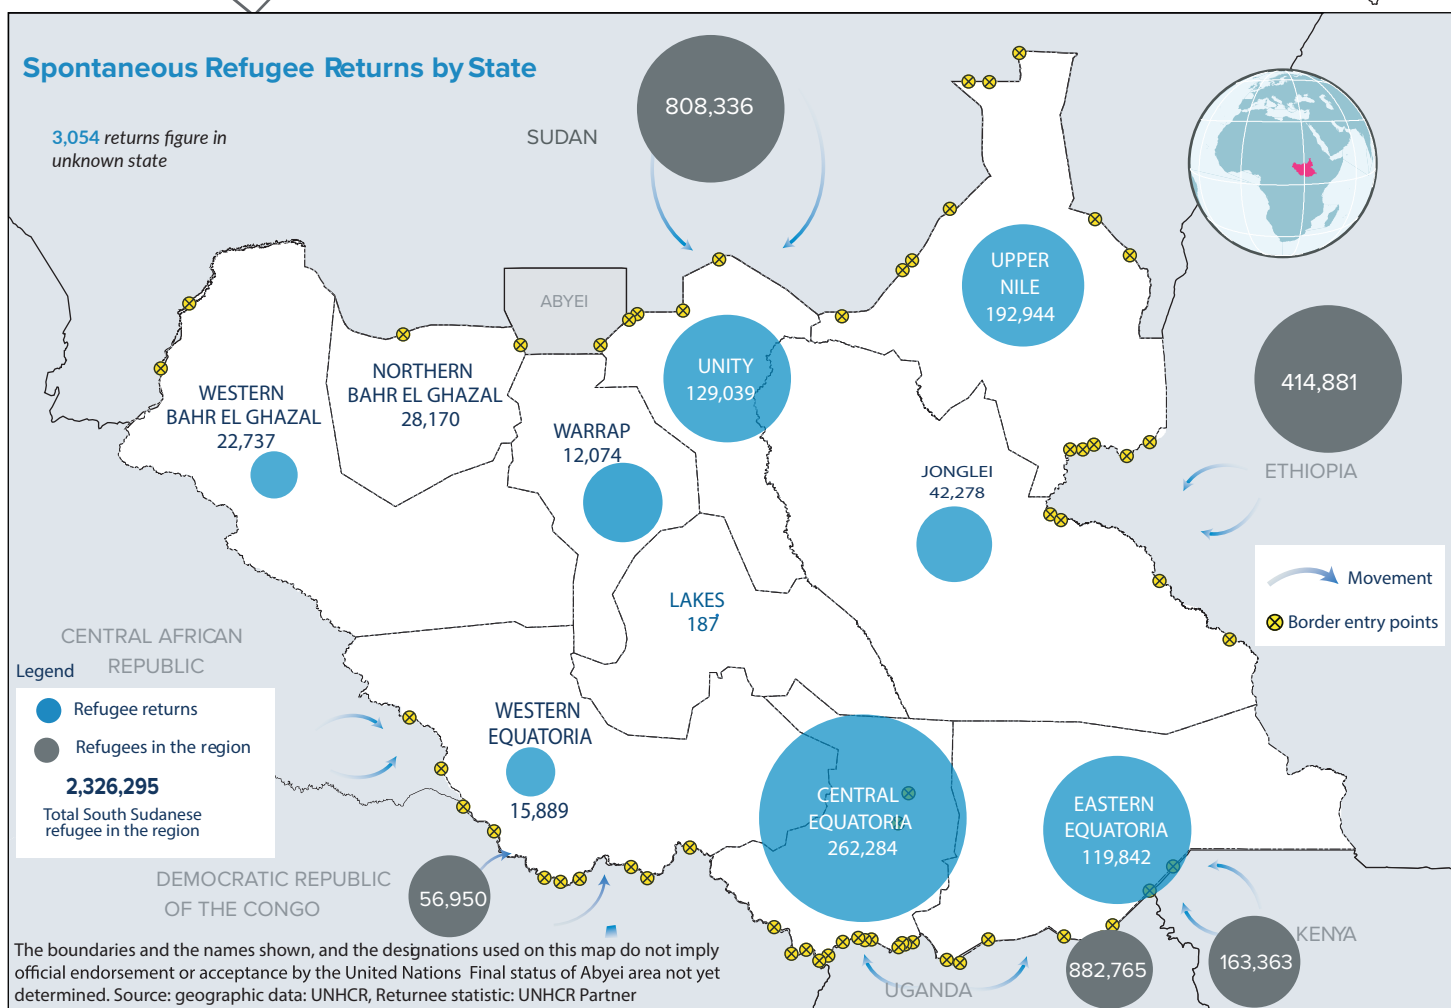 Spontaneous Refugee Returns by State
3,054 returns figure in
unknown state
SUDAN
808,336
UPPER
NILE
192,944
ABYEI
UNITY
129,039
414,881
ETHIOPIA
WESTERN
BAHR EL GHAZAL
22,737
NORTHERN
BAHR EL GHAZAL
28,170
WARRAP
12,074
JONGLEI
42,278
Movement
Border entry points
LAKES
187
CENTRAL AFRICAN
REPUBLIC
Legend
Refugee returns
Refugees in the region
2,326,295
Total South Sudanese
refugee in the region
WESTERN
EQUATORIA
15,889
CENTRAL
EQUATORIA
262,284
EASTERN
EQUATORIA
119,842
DEMOCRATIC REPUBLIC
OF THE CONGO
56,950
KENYA
163,363
882,765
UGANDA
The boundaries and the names shown, and the designations used on this map do not imply
official endorsement or acceptance by the United Nations Final status of Abyei area not yet
determined. Source: geographic data: UNHCR, Returnee statistic: UNHCR Partner